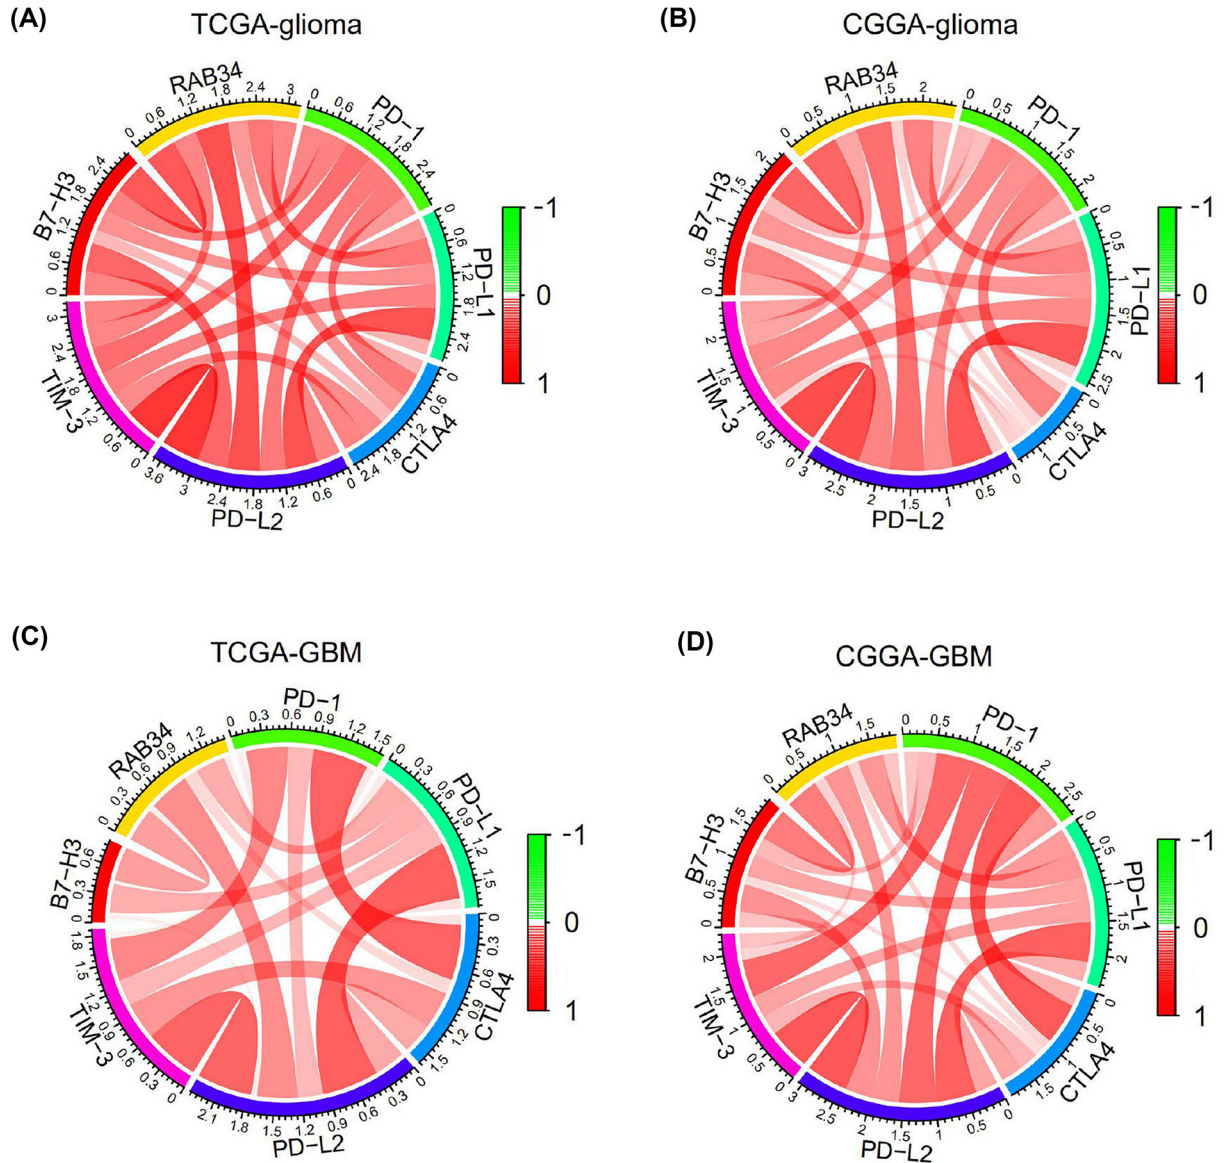 (A)
TCGA-glioma
RAB34
0 0.6 1.2 1.8 2.4 3
PD-1
0 0.6 1.2 1.8 2.4
PD-L1
0 0.6 1.2 1.8 2.4
CTLA4
0 0.6 1.2 1.8 2.4
PD-L2
0 0.6 1.2 1.8 2.4 3 3.6
TIM-3
0 0.6 1.2 1.8 2.4 3
B7-H3
0 0.6 1.2 1.8 2.4
-1
0
1
(B)
CGGA-glioma
RAB34
0 0.5 1 1.5 2
PD-1
0 0.5 1 1.5 2
PD-L1
0 0.5 1 1.5 2 2.5
CTLA4
0 0.5 1
PD-L2
0 0.5 1 1.5 2 2.5 3
TIM-3
0 0.5 1 1.5 2
B7-H3
0 0.5 1 1.5 2
-1
0
1
(C)
TCGA-GBM
RAB34
0 0.3 0.6 0.9 1.2
PD-1
0 0.3 0.6 0.9 1.2 1.5
PD-L1
0 0.3 0.6 0.9 1.2 1.5
CTLA4
0 0.3 0.6 0.9 1.2 1.5
PD-L2
0 0.3 0.6 0.9 1.2 1.5 1.8 2.1
TIM-3
0 0.3 0.6 0.9 1.2 1.5 1.8
B7-H3
0 0.3 0.6
-1
0
1
(D)
CGGA-GBM
RAB34
0 0.5 1 1.5
PD-1
0 0.5 1 1.5 2 2.5
PD-L1
0 0.5 1 1.5 2
CTLA4
0 0.5 1 1.5
PD-L2
0 0.5 1 1.5 2 2.5 3
TIM-3
0 0.5 1 1.5 2
B7-H3
0 0.5 1 1.5
-1
0
1